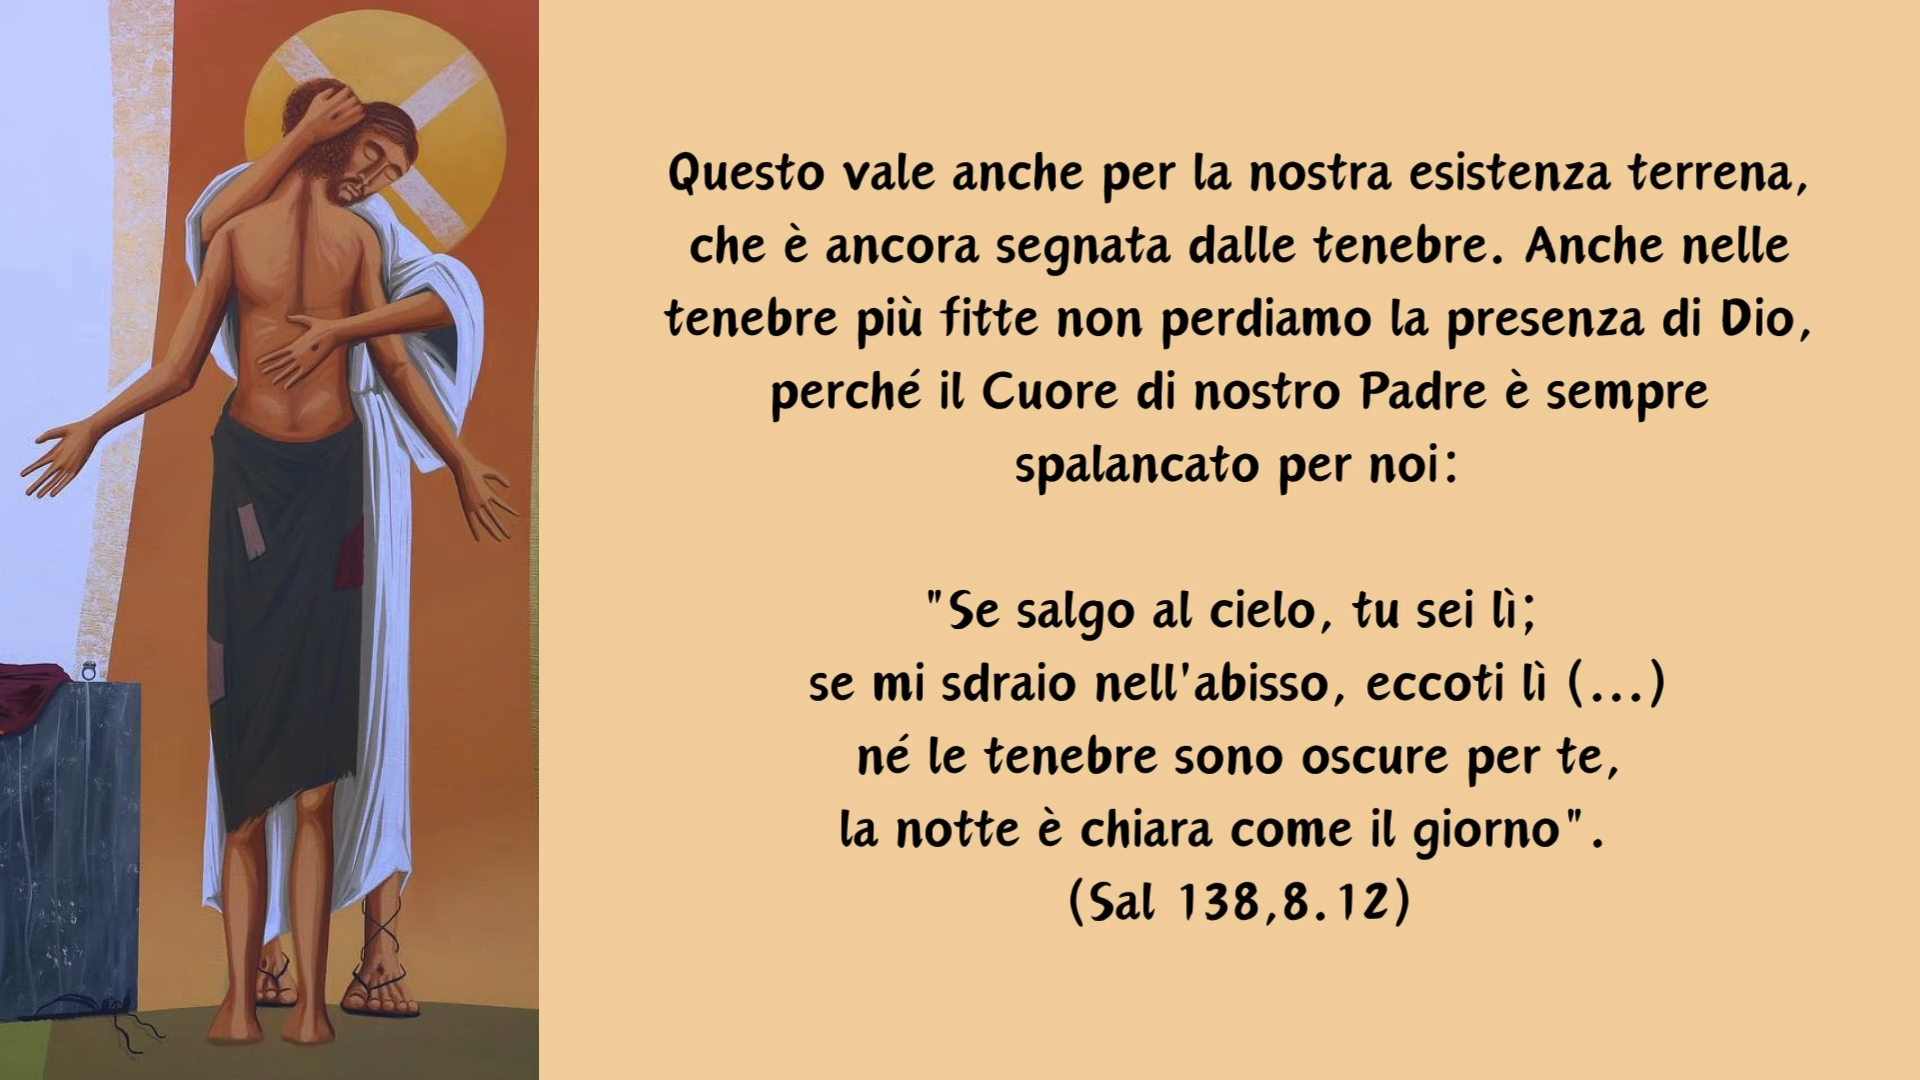 Questo vale anche per la nostra esistenza terrena,
che è ancora segnata dalle tenebre. Anche nelle
tenebre più fitte non perdiamo la presenza di Dio,
perché il Cuore di nostro Padre è sempre
spalancato per noi:
"Se salgo al cielo, tu sei lì;
se mi sdraio nell'abisso, eccoti lì (...)
né le tenebre sono oscure per te,
la notte è chiara come il giorno".
(Sal 138,8.12)